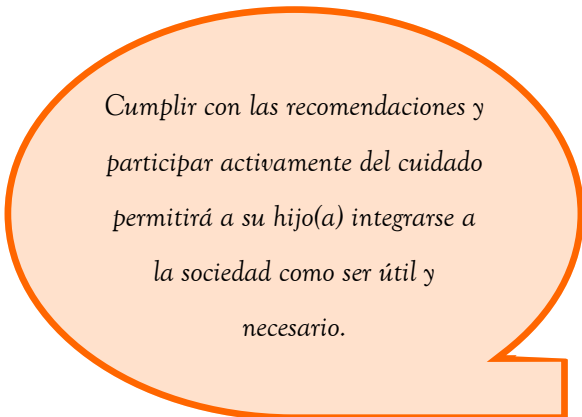 Cumplir con las recomendaciones y
participar activamente del cuidado
permitirá a su hijo(a) integrarse a
la sociedad como ser útil y
necesario.